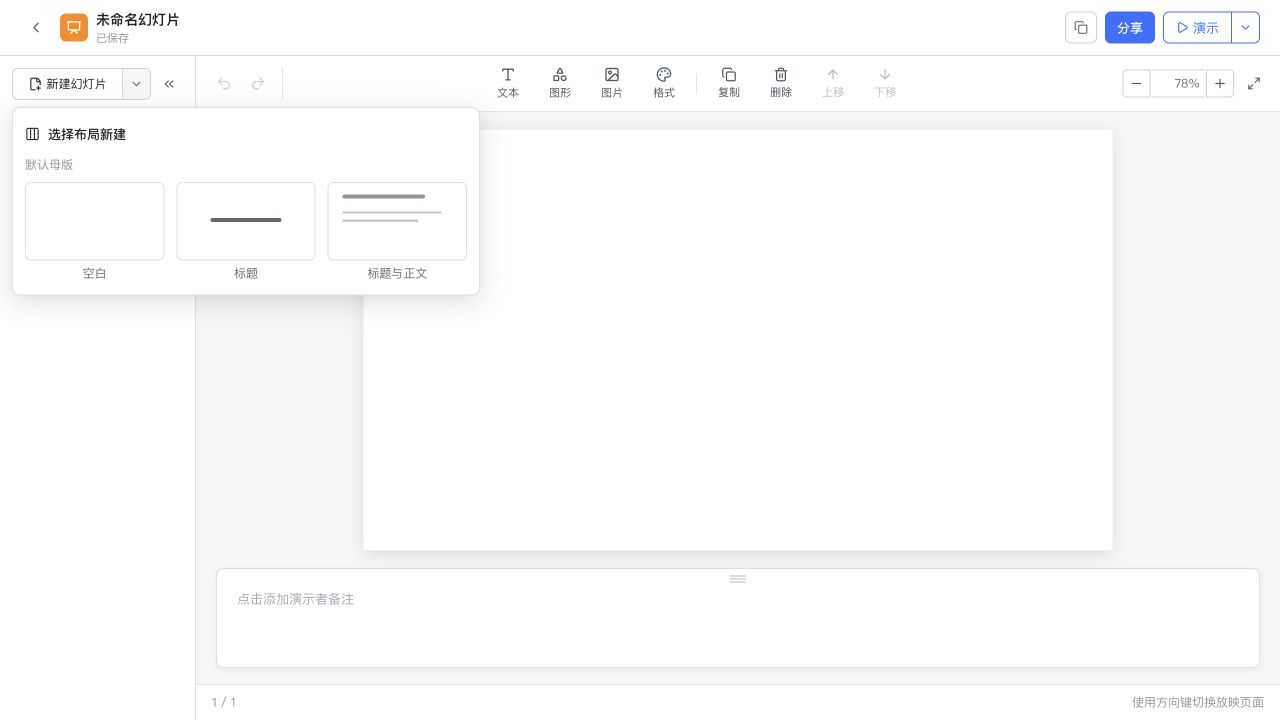 未命名幻灯片
已保存
分享
演示
新建幻灯片
文本
图形
图片
格式
复制
删除
上移
下移
78%
选择布局新建
默认母版
空白
标题
标题与正文
点击添加演示者备注
1 / 1
使用方向键切换放映页面